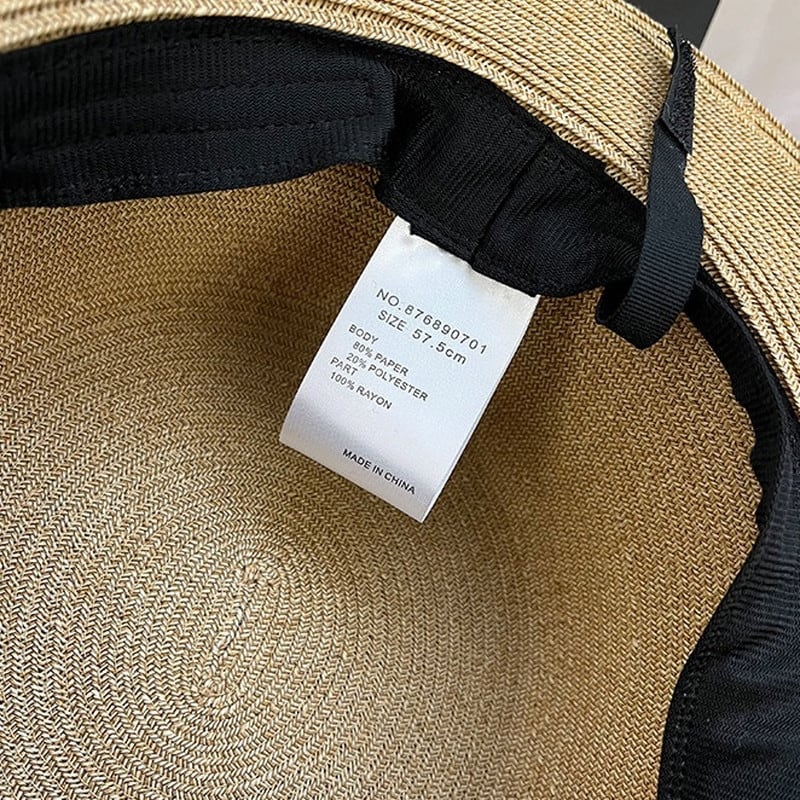 NO.876890701
SIZE 57.5cm
BODY
80% PAPER
20% POLYESTER
PART
100% RAYON
MADE IN CHINA